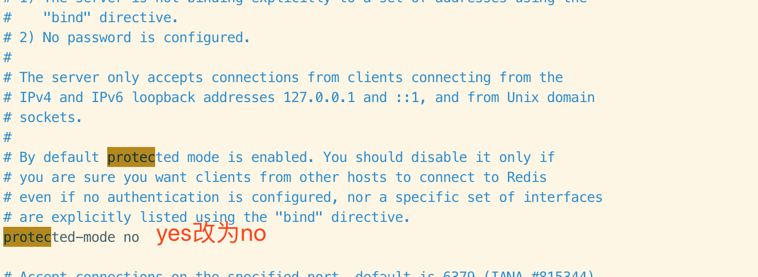 # 1) The server is not binding explicitly to a set of addresses using the
#    "bind" directive.
# 2) No password is configured.
#
# The server only accepts connections from clients connecting from the
# IPv4 and IPv6 loopback addresses 127.0.0.1 and ::1, and from Unix domain
# sockets.
#
# By default protected mode is enabled. You should disable it only if
# you are sure you want clients from other hosts to connect to Redis
# even if no authentication is configured, nor a specific set of interfaces
# are explicitly listed using the "bind" directive.
protected-mode no yes改为no
# Accept connections on the specified port, default is 6379 (IANA #815344)